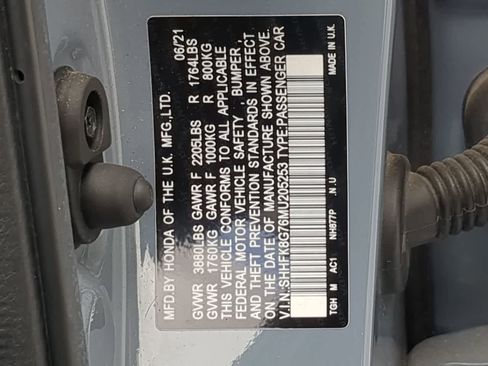 MFD.BY HONDA OF THE U.K. MFG.,LTD. 06/21
GVWR 3880LBS GAWR F 2205LBS R 1764LBS
GVWR 1760KG GAWR F 1000KG R 800KG
THIS VEHICLE CONFORMS TO ALL APPLICABLE
FEDERAL MOTOR VEHICLE SAFETY, BUMPER,
AND THEFT PREVENTION STANDARDS IN EFFECT
ON THE DATE OF MANUFACTURE SHOWN ABOVE.
V.I.N. SHHFK8G76MU205253 TYPE:PASSENGER CAR
TGH M AC1 NH877P .N U MADE IN U.K.